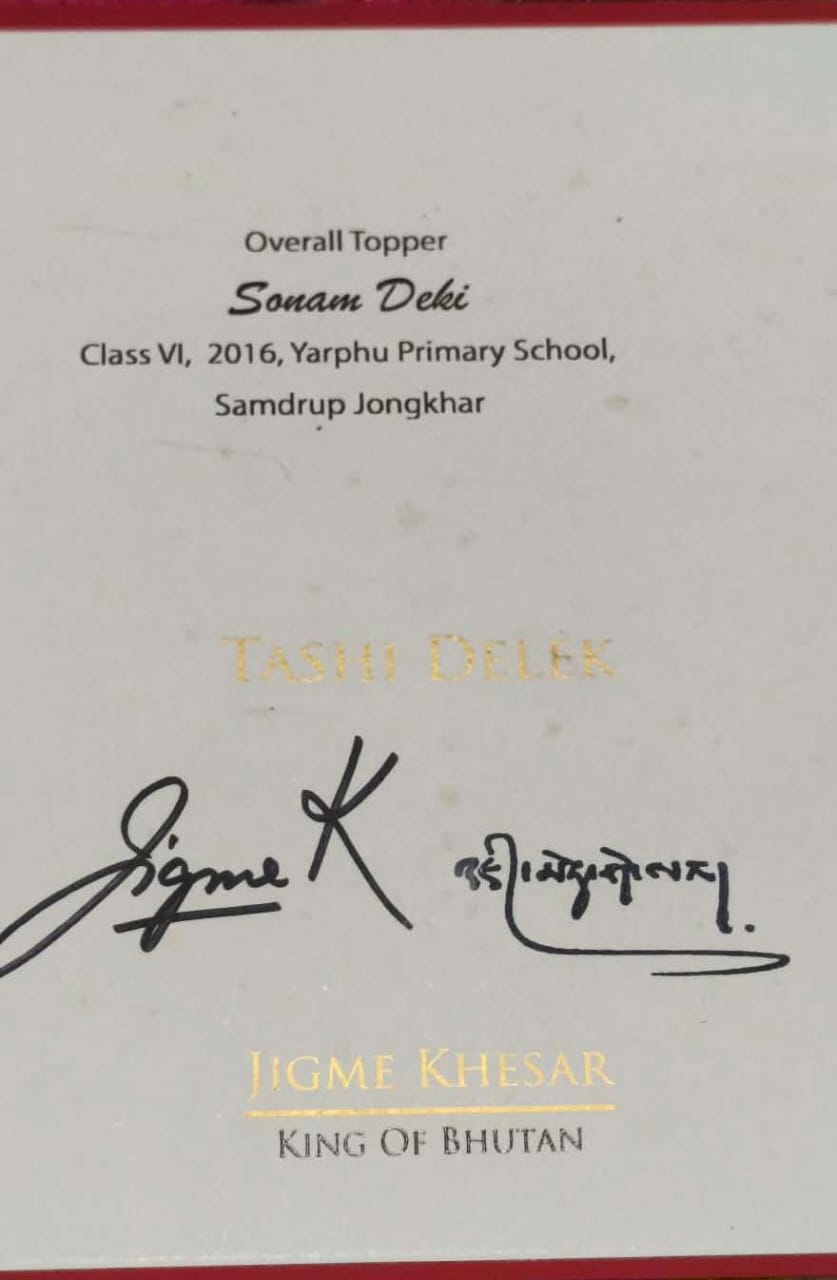 Overall Topper
Sonam Deki
Class VI, 2016, Yarphu Primary School,
Samdrup Jongkhar
TASHI DELEK
Jigme K
JIGME KHESAR
KING OF BHUTAN